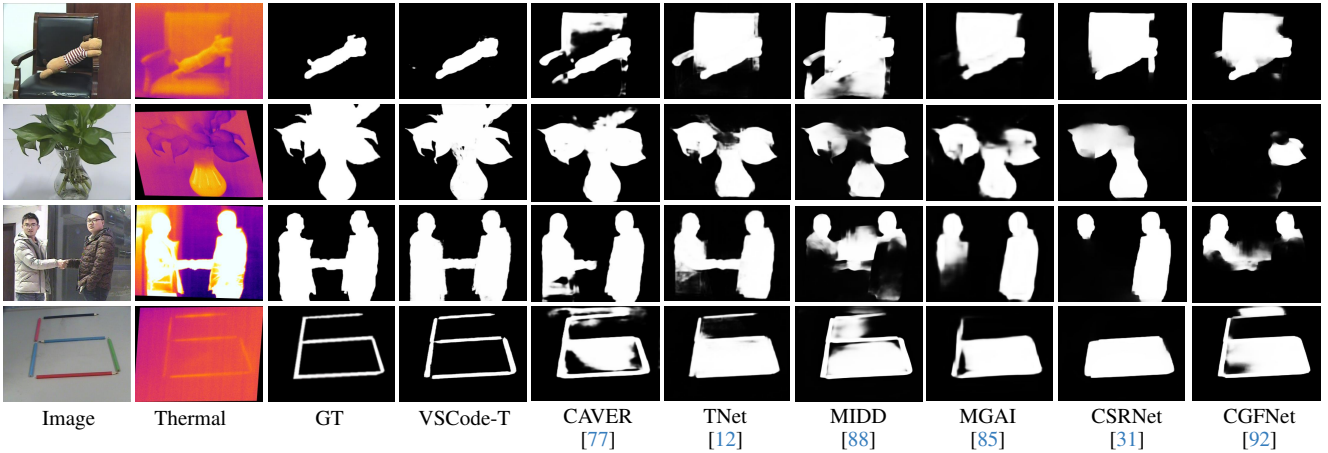 Image Thermal GT VSCode-T CAVER TNet MIDD MGAI CSRNet CGFNet
[77] [12] [88] [85] [31] [92]